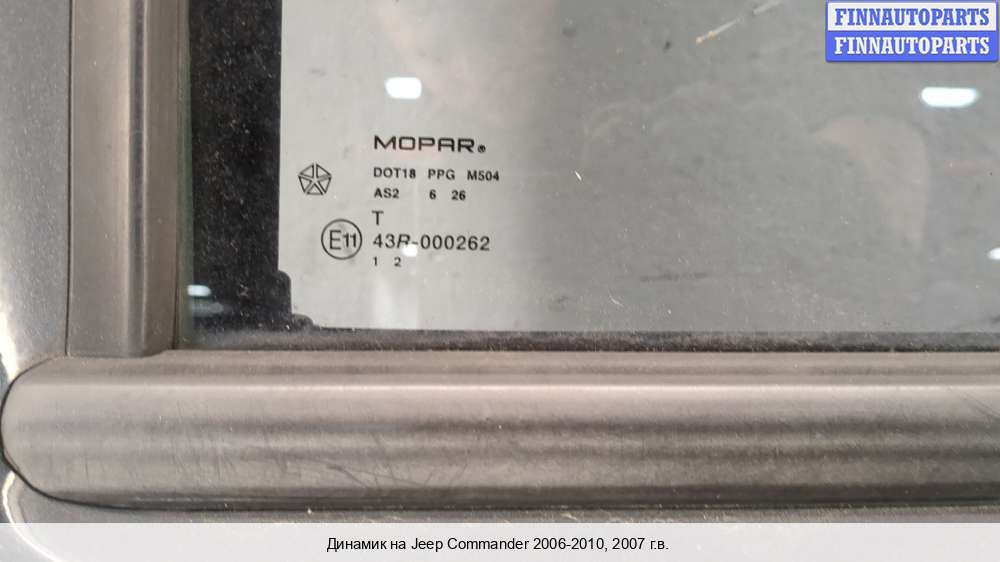 FINNAUTOPARTS
FINNAUTOPARTS
MOPAR®
DOT18 PPG M504
AS2 6 26
T
E11 43R-000262
1 2
Динамик на Jeep Commander 2006-2010, 2007 г.в.